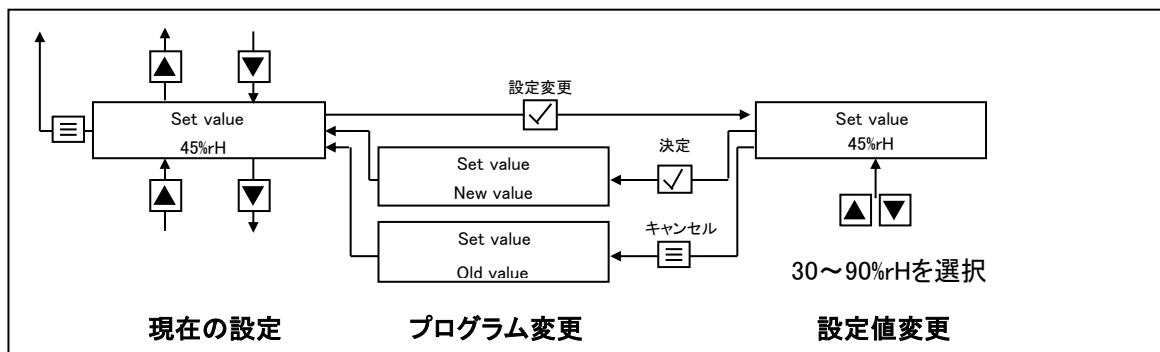 設定変更
Set value
45%rH
Set value
45%rH
決定
Set value
New value
キャンセル
Set value
Old value
30～90%rHを選択
現在の設定
プログラム変更
設定値変更